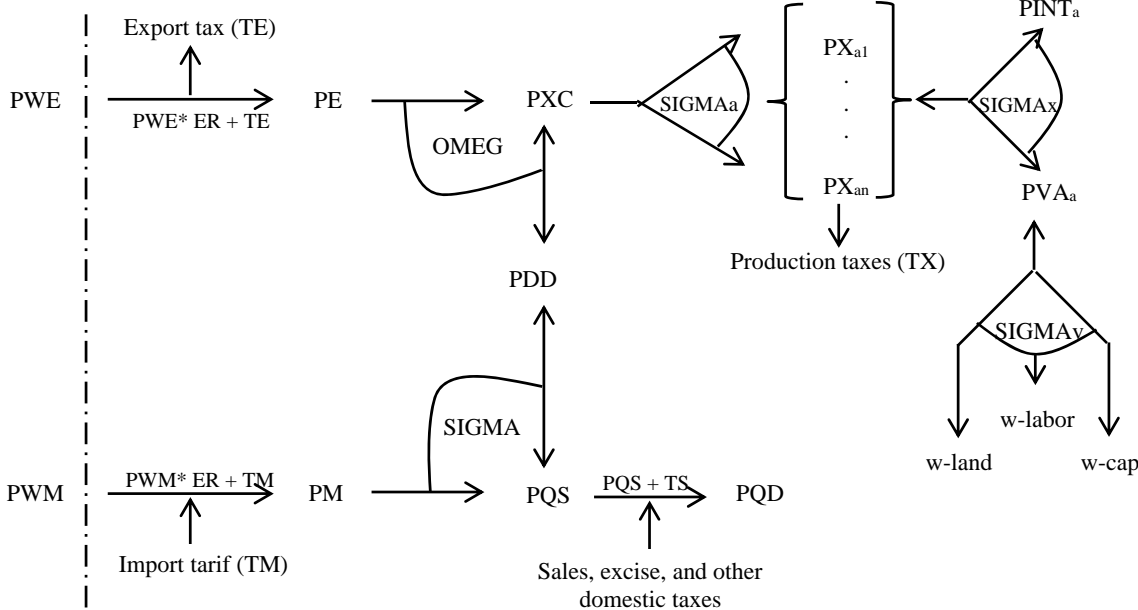 Export tax (TE)
PWE
PWE* ER + TE
PE
OMEG
PXC
SIGMAa
PXa1
.
.
.
PXan
Production taxes (TX)
PINTa
SIGMAx
PVAa
SIGMAv
w-land
w-labor
w-cap
PDD
SIGMA
PWM
PWM* ER + TM
Import tarif (TM)
PM
PQS
PQS + TS
PQD
Sales, excise, and other
domestic taxes